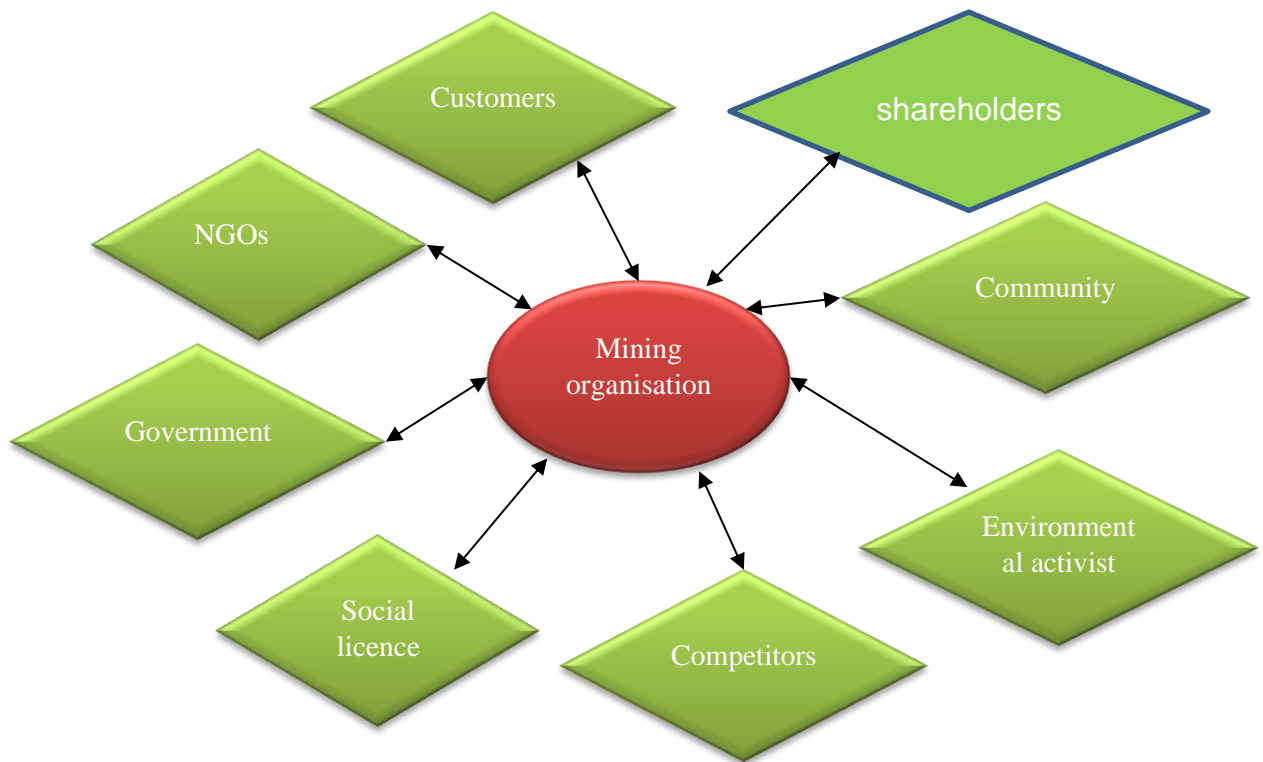 Customers
shareholders
NGOs
Community
Mining
organisation
Government
Environment
al activist
Social
licence
Competitors